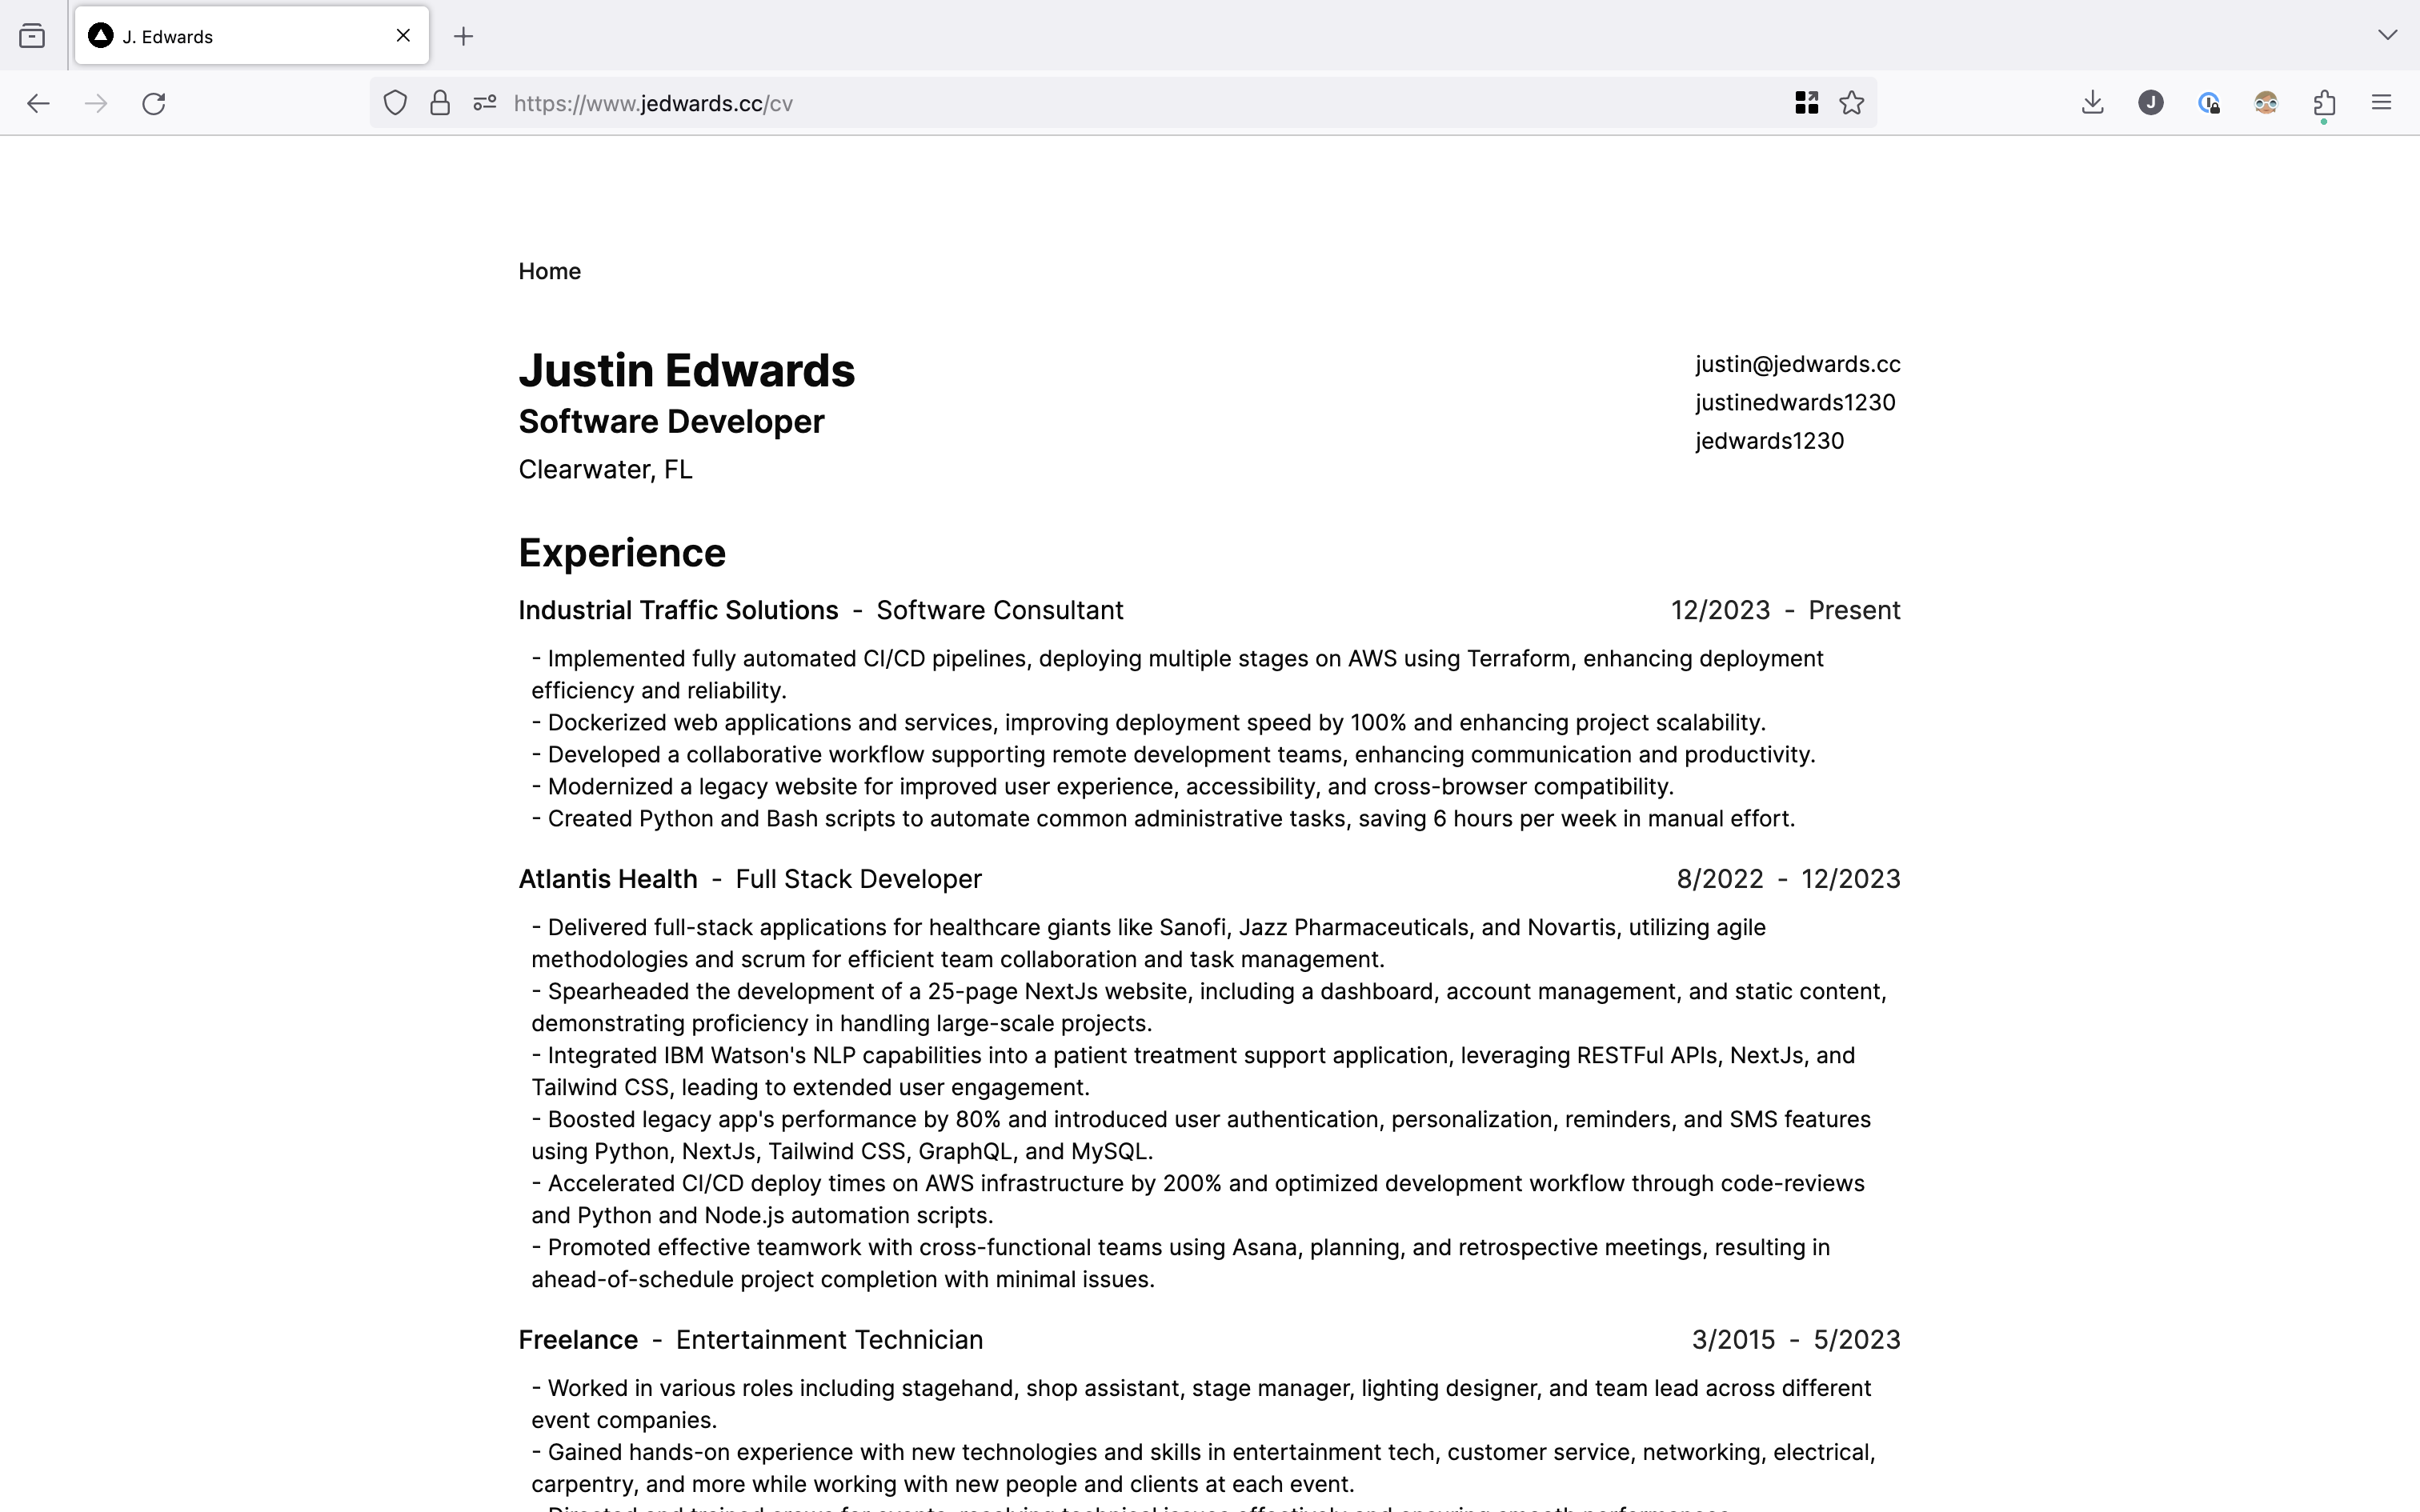 J. Edwards
https://www.jedwards.cc/cv
J
Home
Justin Edwards
Software Developer
Clearwater, FL
justin@jedwards.cc
justinedwards1230
jedwards1230
Experience
Industrial Traffic Solutions - Software Consultant 12/2023 - Present
- Implemented fully automated CI/CD pipelines, deploying multiple stages on AWS using Terraform, enhancing deployment
efficiency and reliability.
- Dockerized web applications and services, improving deployment speed by 100% and enhancing project scalability.
- Developed a collaborative workflow supporting remote development teams, enhancing communication and productivity.
- Modernized a legacy website for improved user experience, accessibility, and cross-browser compatibility.
- Created Python and Bash scripts to automate common administrative tasks, saving 6 hours per week in manual effort.
Atlantis Health - Full Stack Developer 8/2022 - 12/2023
- Delivered full-stack applications for healthcare giants like Sanofi, Jazz Pharmaceuticals, and Novartis, utilizing agile
methodologies and scrum for efficient team collaboration and task management.
- Spearheaded the development of a 25-page NextJs website, including a dashboard, account management, and static content,
demonstrating proficiency in handling large-scale projects.
- Integrated IBM Watson's NLP capabilities into a patient treatment support application, leveraging RESTFul APIs, NextJs, and
Tailwind CSS, leading to extended user engagement.
- Boosted legacy app's performance by 80% and introduced user authentication, personalization, reminders, and SMS features
using Python, NextJs, Tailwind CSS, GraphQL, and MySQL.
- Accelerated CI/CD deploy times on AWS infrastructure by 200% and optimized development workflow through code-reviews
and Python and Node.js automation scripts.
- Promoted effective teamwork with cross-functional teams using Asana, planning, and retrospective meetings, resulting in
ahead-of-schedule project completion with minimal issues.
Freelance - Entertainment Technician 3/2015 - 5/2023
- Worked in various roles including stagehand, shop assistant, stage manager, lighting designer, and team lead across different
event companies.
- Gained hands-on experience with new technologies and skills in entertainment tech, customer service, networking, electrical,
carpentry, and more while working with new people and clients at each event.